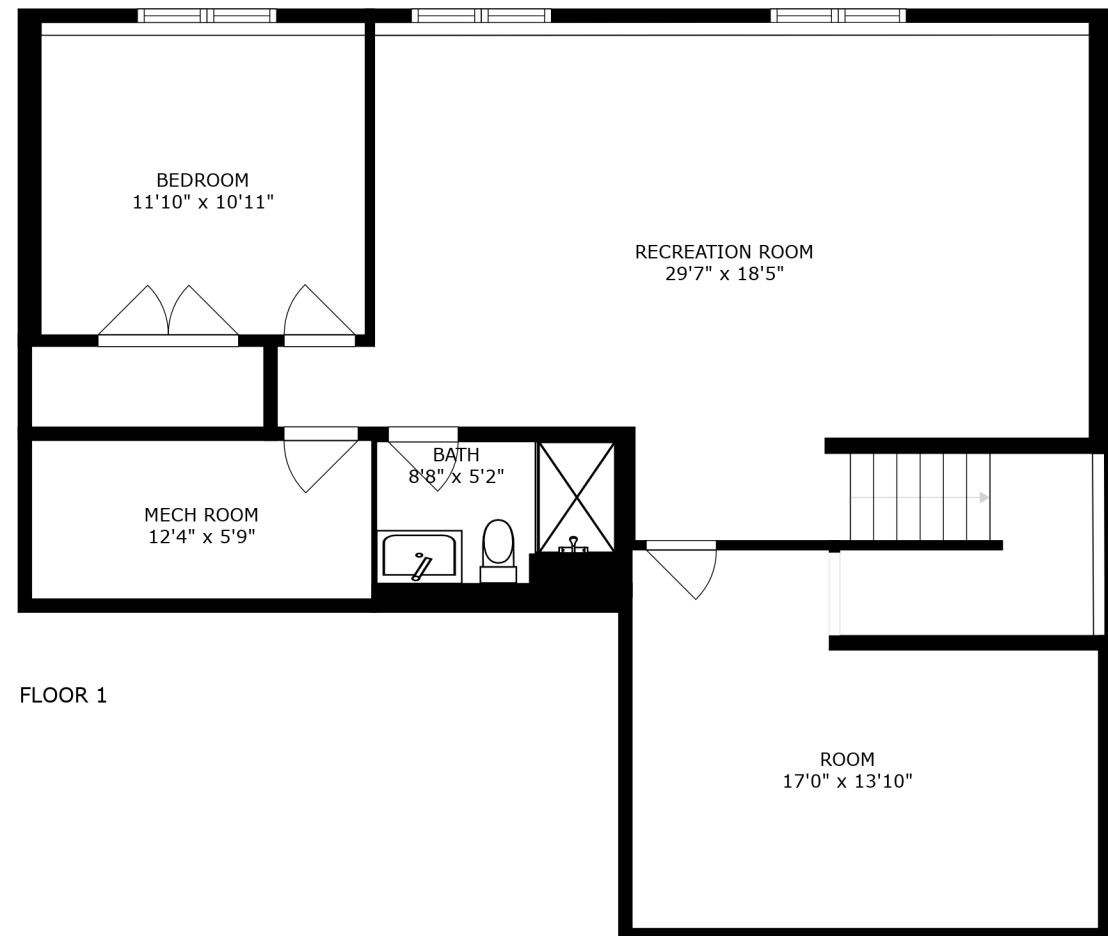 BEDROOM
11'10" x 10'11"
RECREATION ROOM
29'7" x 18'5"
BATH
8'8" x 5'2"
MECH ROOM
12'4" x 5'9"
FLOOR 1
ROOM
17'0" x 13'10"